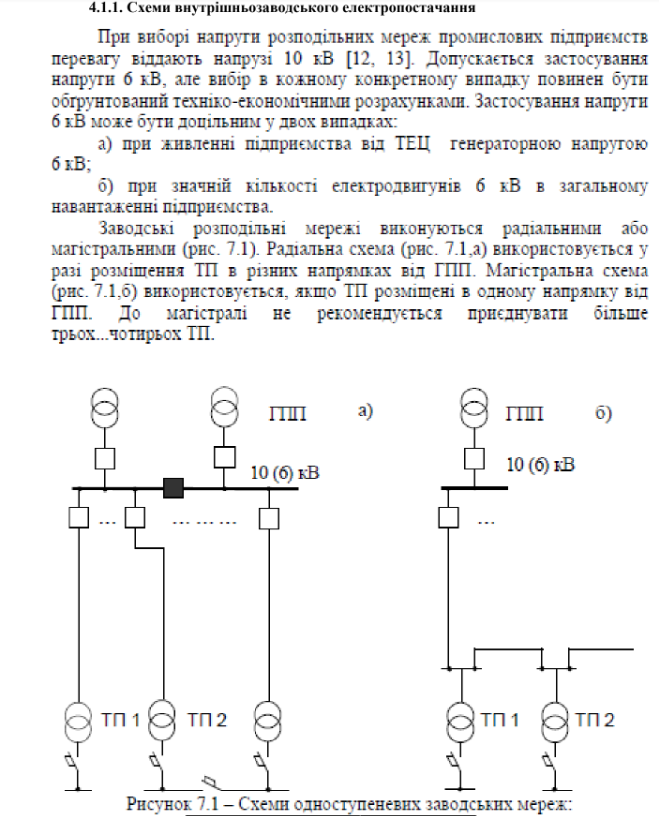 4.1.1. Схеми внутрішньозаводського електропостачання
При виборі напруги розподільних мереж промислових підприємств
перевагу віддають напрузі 10 кВ [12, 13]. Допускається застосування
напруги 6 кВ, але вибір в кожному конкретному випадку повинен бути
обґрунтований техніко-економічними розрахунками. Застосування напруги
6 кВ може бути доцільним у двох випадках:
а) при живленні підприємства від ТЕЦ генераторною напругою
6 кВ;
б) при значній кількості електродвигунів 6 кВ в загальному
навантаженні підприємства.
Заводські розподільні мережі виконуються радіальними або
магістральними (рис. 7.1). Радіальна схема (рис. 7.1,а) використовується у
разі розміщення ТП в різних напрямках від ГПП. Магістральна схема
(рис. 7.1,б) використовується, якщо ТП розміщені в одному напрямку від
ГПП. До магістралі не рекомендується приєднувати більше
трьох...чотирьох ТП.
ГПП а) ГПП б)
10 (6) кВ 10 (6) кВ
... ... ... ... ...
ТП 1 ТП 2 ТП 1 ТП 2
Рисунок 7.1 – Схеми одноступеневих заводських мереж: